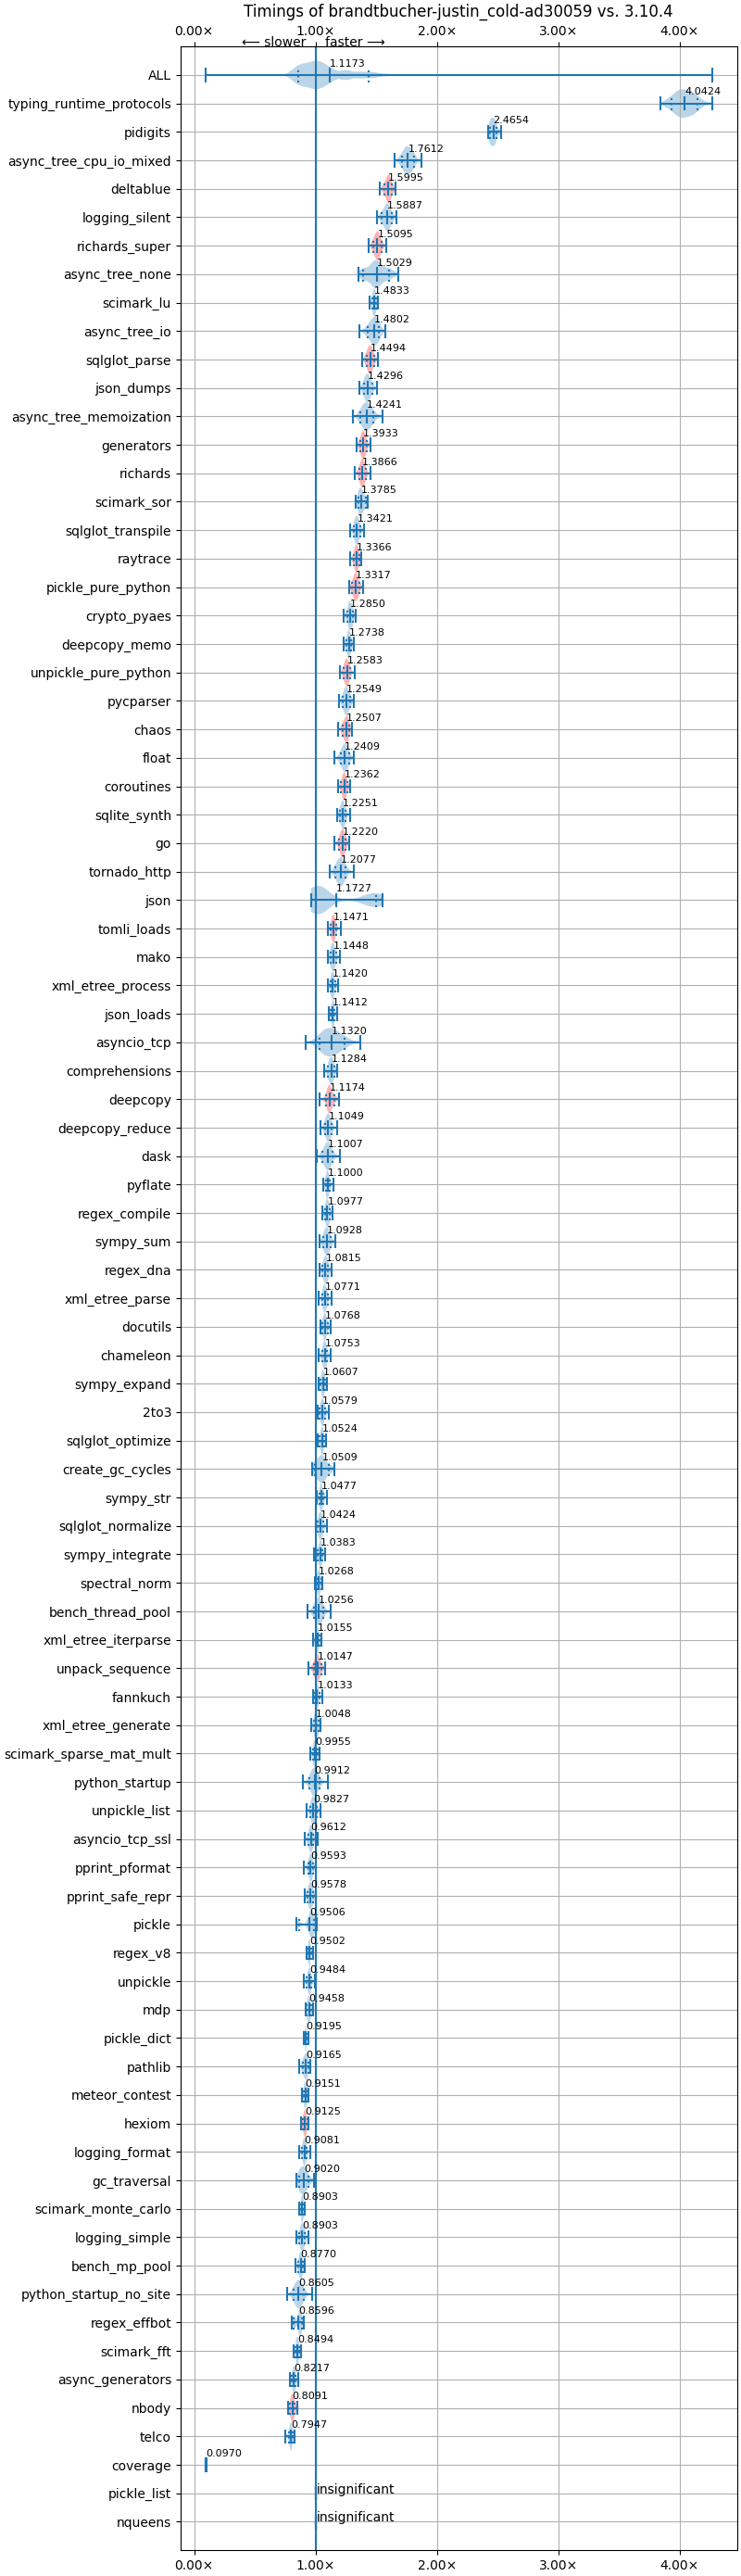 Timings of brandtbucher-justin_cold-ad30059 vs. 3.10.4
0.00× 1.00× 2.00× 3.00× 4.00×
← slower faster →
ALL 1.1173
typing_runtime_protocols 4.0424
pidigits 2.4654
async_tree_cpu_io_mixed 1.7612
deltablue 1.5995
logging_silent 1.5887
richards_super 1.5095
async_tree_none 1.5029
scimark_lu 1.4833
async_tree_io 1.4802
sqlglot_parse 1.4494
json_dumps 1.4296
async_tree_memoization 1.4241
generators 1.3933
richards 1.3866
scimark_sor 1.3785
sqlglot_transpile 1.3421
raytrace 1.3366
pickle_pure_python 1.3317
crypto_pyaes 1.2850
deepcopy_memo 1.2738
unpickle_pure_python 1.2583
pycparser 1.2549
chaos 1.2507
float 1.2409
coroutines 1.2362
sqlite_synth 1.2251
go 1.2220
tornado_http 1.2077
json 1.1727
tomli_loads 1.1471
mako 1.1448
xml_etree_process 1.1420
json_loads 1.1412
asyncio_tcp 1.1320
comprehensions 1.1284
deepcopy 1.1174
deepcopy_reduce 1.1049
dask 1.1007
pyflate 1.1000
regex_compile 1.0977
sympy_sum 1.0928
regex_dna 1.0815
xml_etree_parse 1.0771
docutils 1.0768
chameleon 1.0753
sympy_expand 1.0607
2to3 1.0579
sqlglot_optimize 1.0524
create_gc_cycles 1.0509
sympy_str 1.0477
sqlglot_normalize 1.0424
sympy_integrate 1.0383
spectral_norm 1.0268
bench_thread_pool 1.0256
xml_etree_iterparse 1.0155
unpack_sequence 1.0147
fannkuch 1.0133
xml_etree_generate 1.0048
scimark_sparse_mat_mult 0.9955
python_startup 0.9912
unpickle_list 0.9827
asyncio_tcp_ssl 0.9612
pprint_pformat 0.9593
pprint_safe_repr 0.9578
pickle 0.9506
regex_v8 0.9502
unpickle 0.9484
mdp 0.9458
pickle_dict 0.9195
pathlib 0.9165
meteor_contest 0.9151
hexiom 0.9125
logging_format 0.9081
gc_traversal 0.9020
scimark_monte_carlo 0.8903
logging_simple 0.8903
bench_mp_pool 0.8770
python_startup_no_site 0.8605
regex_effbot 0.8596
scimark_fft 0.8494
async_generators 0.8217
nbody 0.8091
telco 0.7947
coverage 0.0970
pickle_list insignificant
nqueens insignificant
0.00× 1.00× 2.00× 3.00× 4.00×